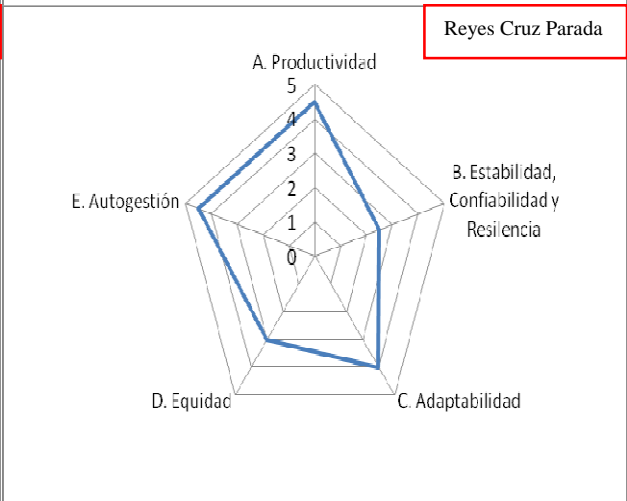 Reyes Cruz Parada
A. Productividad
5
4
3
2
1
0
B. Estabilidad,
Confiabilidad y
Resilencia
E. Autogestión
D. Equidad
C. Adaptabilidad